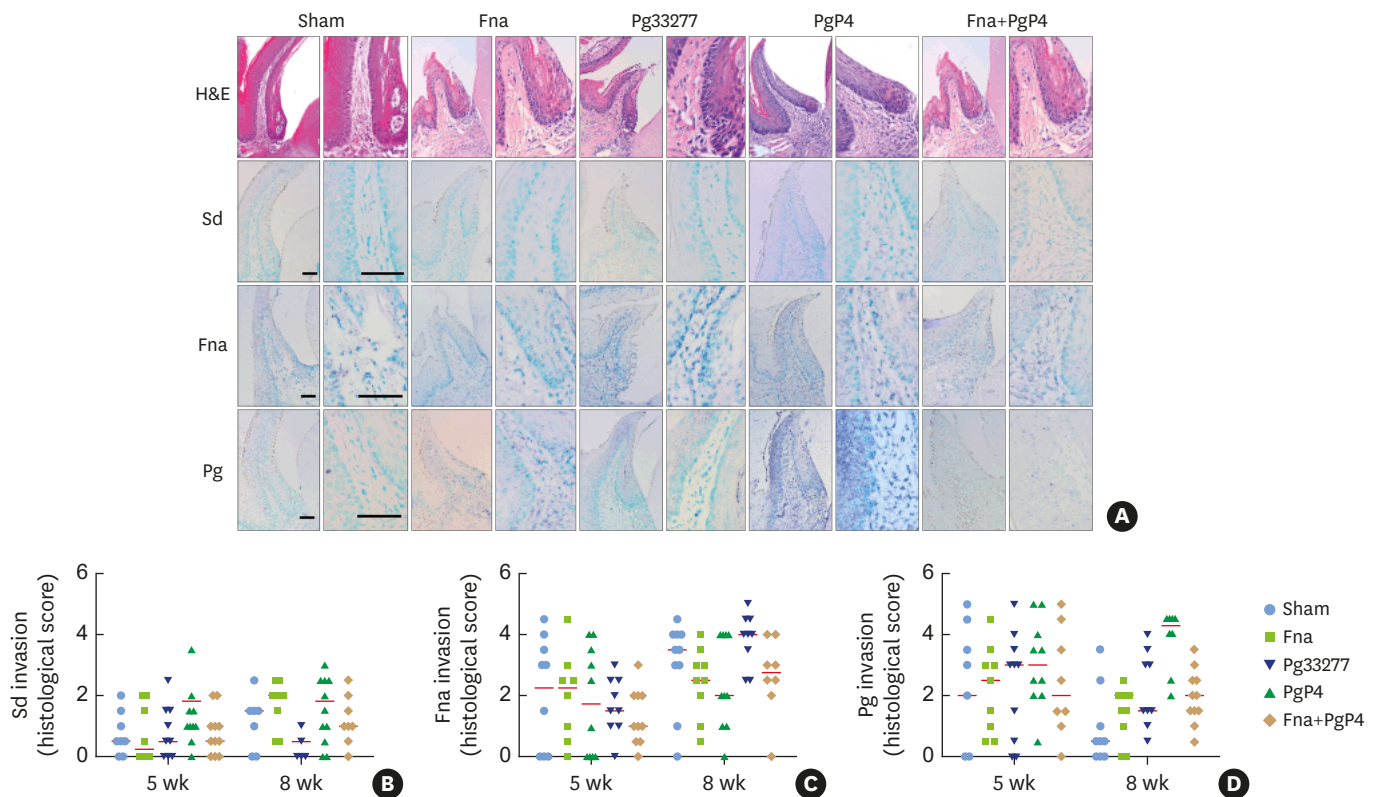 Sham Fna Pg33277 PgP4 Fna+PgP4
H&E
Sd
Fna
Pg
A
6
4
2
0
Sd invasion
(histological score)
5 wk 8 wk
B
6
4
2
0
Fna invasion
(histological score)
5 wk 8 wk
C
6
4
2
0
Pg invasion
(histological score)
5 wk 8 wk
D
Sham
Fna
Pg33277
PgP4
Fna+PgP4